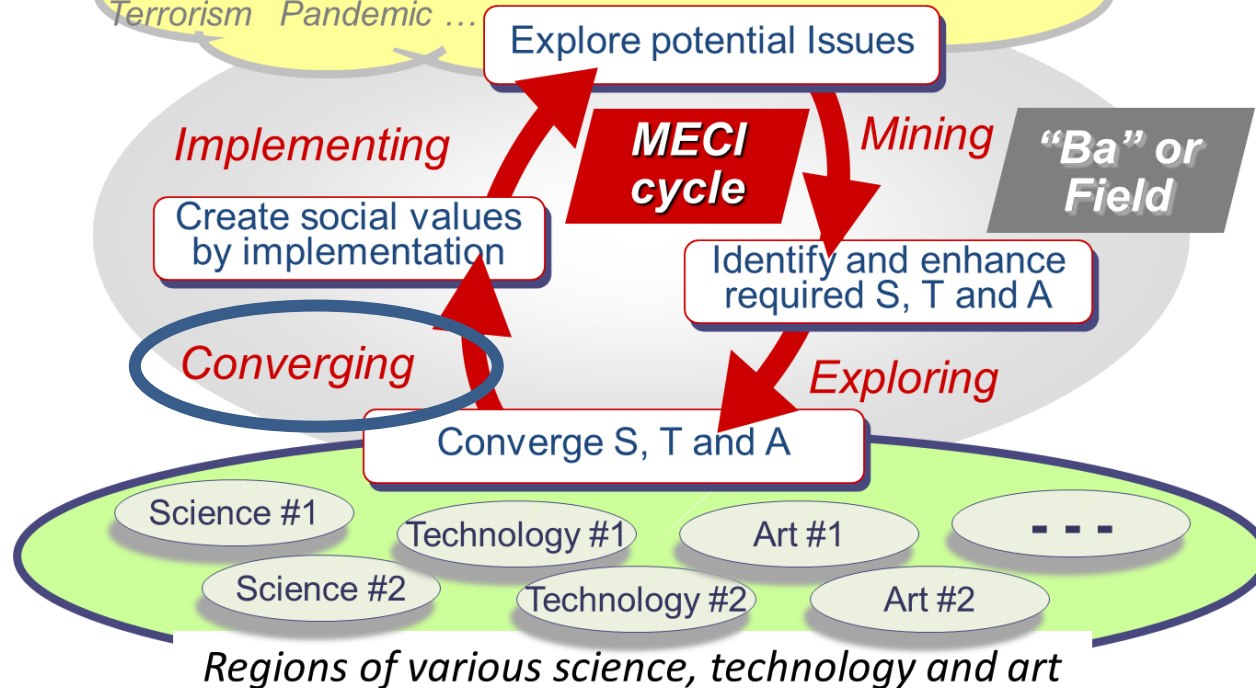 Terrorism Pandemic …
Explore potential Issues
Implementing
MECI
cycle
Mining
“Ba” or
Field
Create social values
by implementation
Identify and enhance
required S, T and A
Converging
Exploring
Converge S, T and A
Science #1
Technology #1
Art #1
- - -
Science #2
Technology #2
Art #2
Regions of various science, technology and art